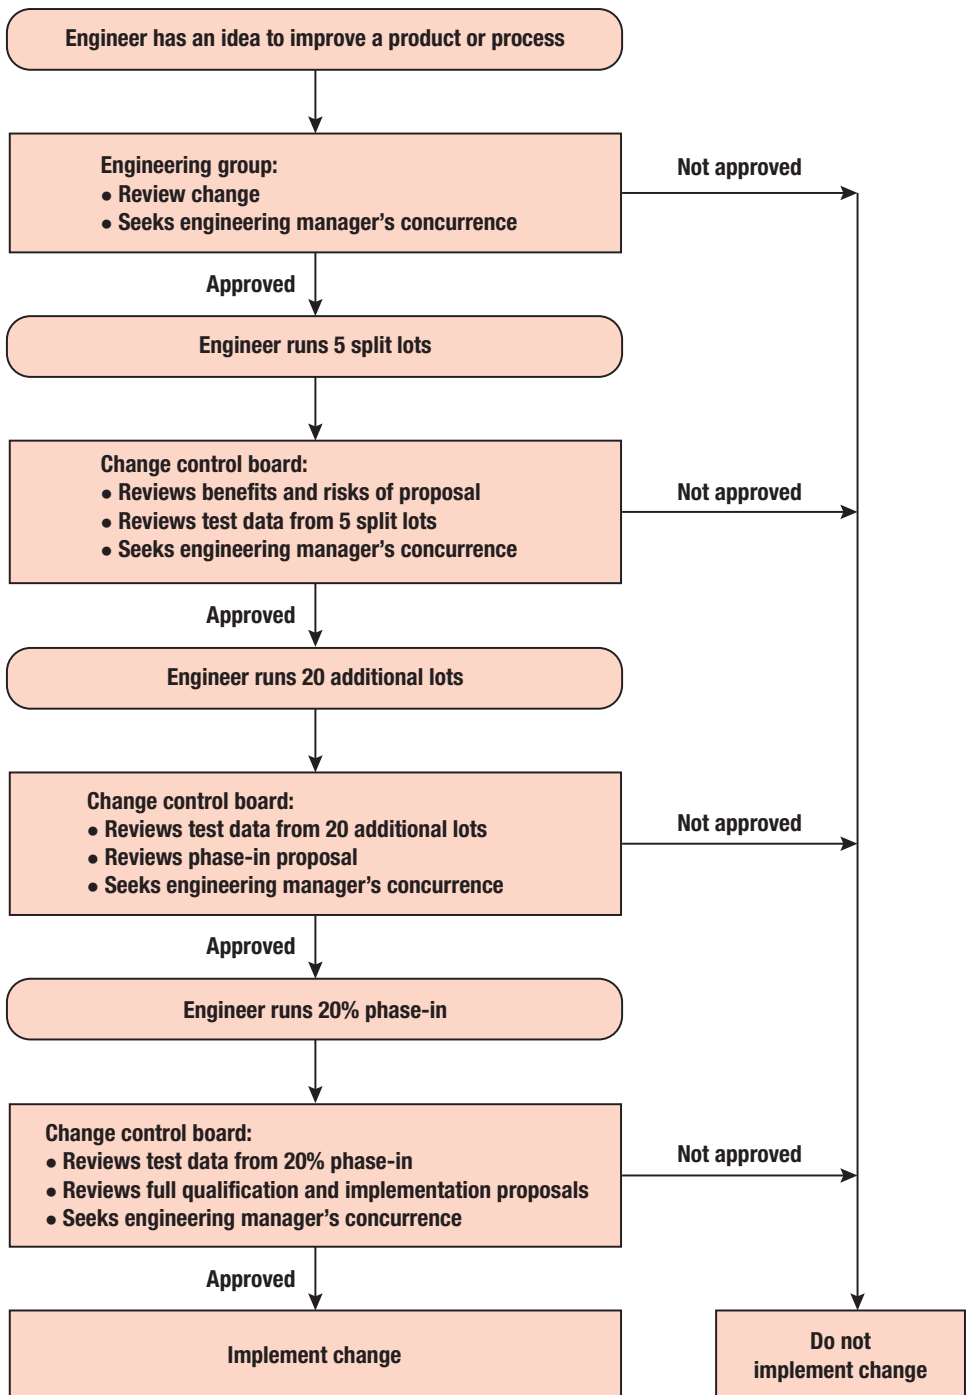 Engineer has an idea to improve a product or process
Engineering group:
● Review change
● Seeks engineering manager’s concurrence
Not approved
Approved
Engineer runs 5 split lots
Change control board:
● Reviews benefits and risks of proposal
● Reviews test data from 5 split lots
● Seeks engineering manager’s concurrence
Not approved
Approved
Engineer runs 20 additional lots
Change control board:
● Reviews test data from 20 additional lots
● Reviews phase-in proposal
● Seeks engineering manager’s concurrence
Not approved
Approved
Engineer runs 20% phase-in
Change control board:
● Reviews test data from 20% phase-in
● Reviews full qualification and implementation proposals
● Seeks engineering manager’s concurrence
Not approved
Approved
Implement change
Do not
implement change